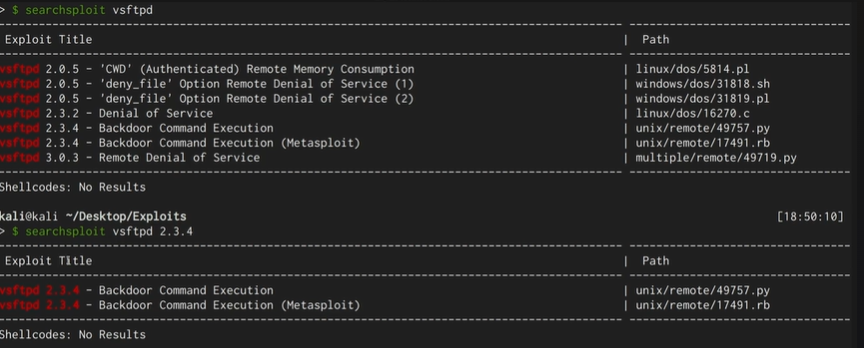 > $ searchsploit vsftpd
Exploit Title | Path
vsftpd 2.0.5 - 'CWD' (Authenticated) Remote Memory Consumption | linux/dos/5814.pl
vsftpd 2.0.5 - 'deny_file' Option Remote Denial of Service (1) | windows/dos/31818.sh
vsftpd 2.0.5 - 'deny_file' Option Remote Denial of Service (2) | windows/dos/31819.pl
vsftpd 2.3.2 - Denial of Service | linux/dos/16270.c
vsftpd 2.3.4 - Backdoor Command Execution | unix/remote/49757.py
vsftpd 2.3.4 - Backdoor Command Execution (Metasploit) | unix/remote/17491.rb
vsftpd 3.0.3 - Remote Denial of Service | multiple/remote/49719.py
Shellcodes: No Results
kali@kali ~/Desktop/Exploits [18:50:10]
> $ searchsploit vsftpd 2.3.4
Exploit Title | Path
vsftpd 2.3.4 - Backdoor Command Execution | unix/remote/49757.py
vsftpd 2.3.4 - Backdoor Command Execution (Metasploit) | unix/remote/17491.rb
Shellcodes: No Results